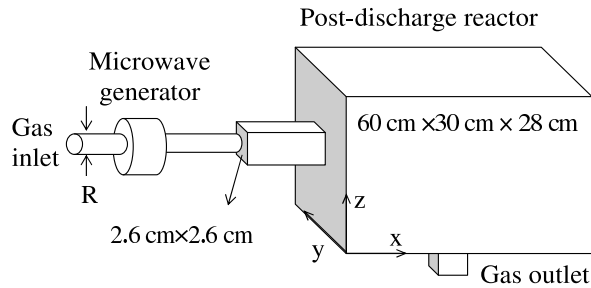 Post-discharge reactor
Microwave
generator
Gas
inlet
60 cm ×30 cm × 28 cm
R
z
2.6 cm×2.6 cm
y
x
Gas outlet